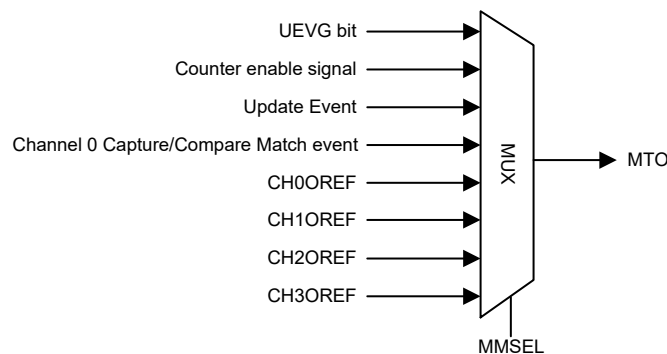 UEVG bit
Counter enable signal
Update Event
Channel 0 Capture/Compare Match event
CH0OREF
CH1OREF
CH2OREF
CH3OREF
MUX
MTO
MMSEL